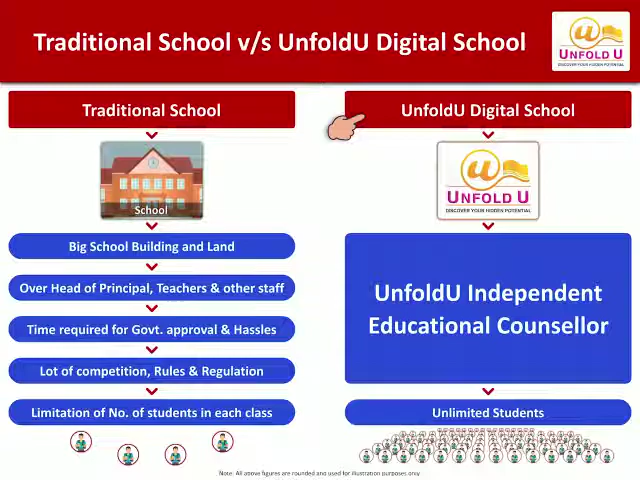 Traditional School v/s UnfoldU Digital School
UNFOLD U
DISCOVER YOUR HIDDEN POTENTIAL
Traditional School
School
Big School Building and Land
Over Head of Principal, Teachers & other staff
Time required for Govt. approval & Hassles
Lot of competition, Rules & Regulation
Limitation of No. of students in each class
UnfoldU Digital School
UNFOLD U
DISCOVER YOUR HIDDEN POTENTIAL
UnfoldU Independent
Educational Counsellor
Unlimited Students
Note: All above figures are rounded and used for illustration purposes only